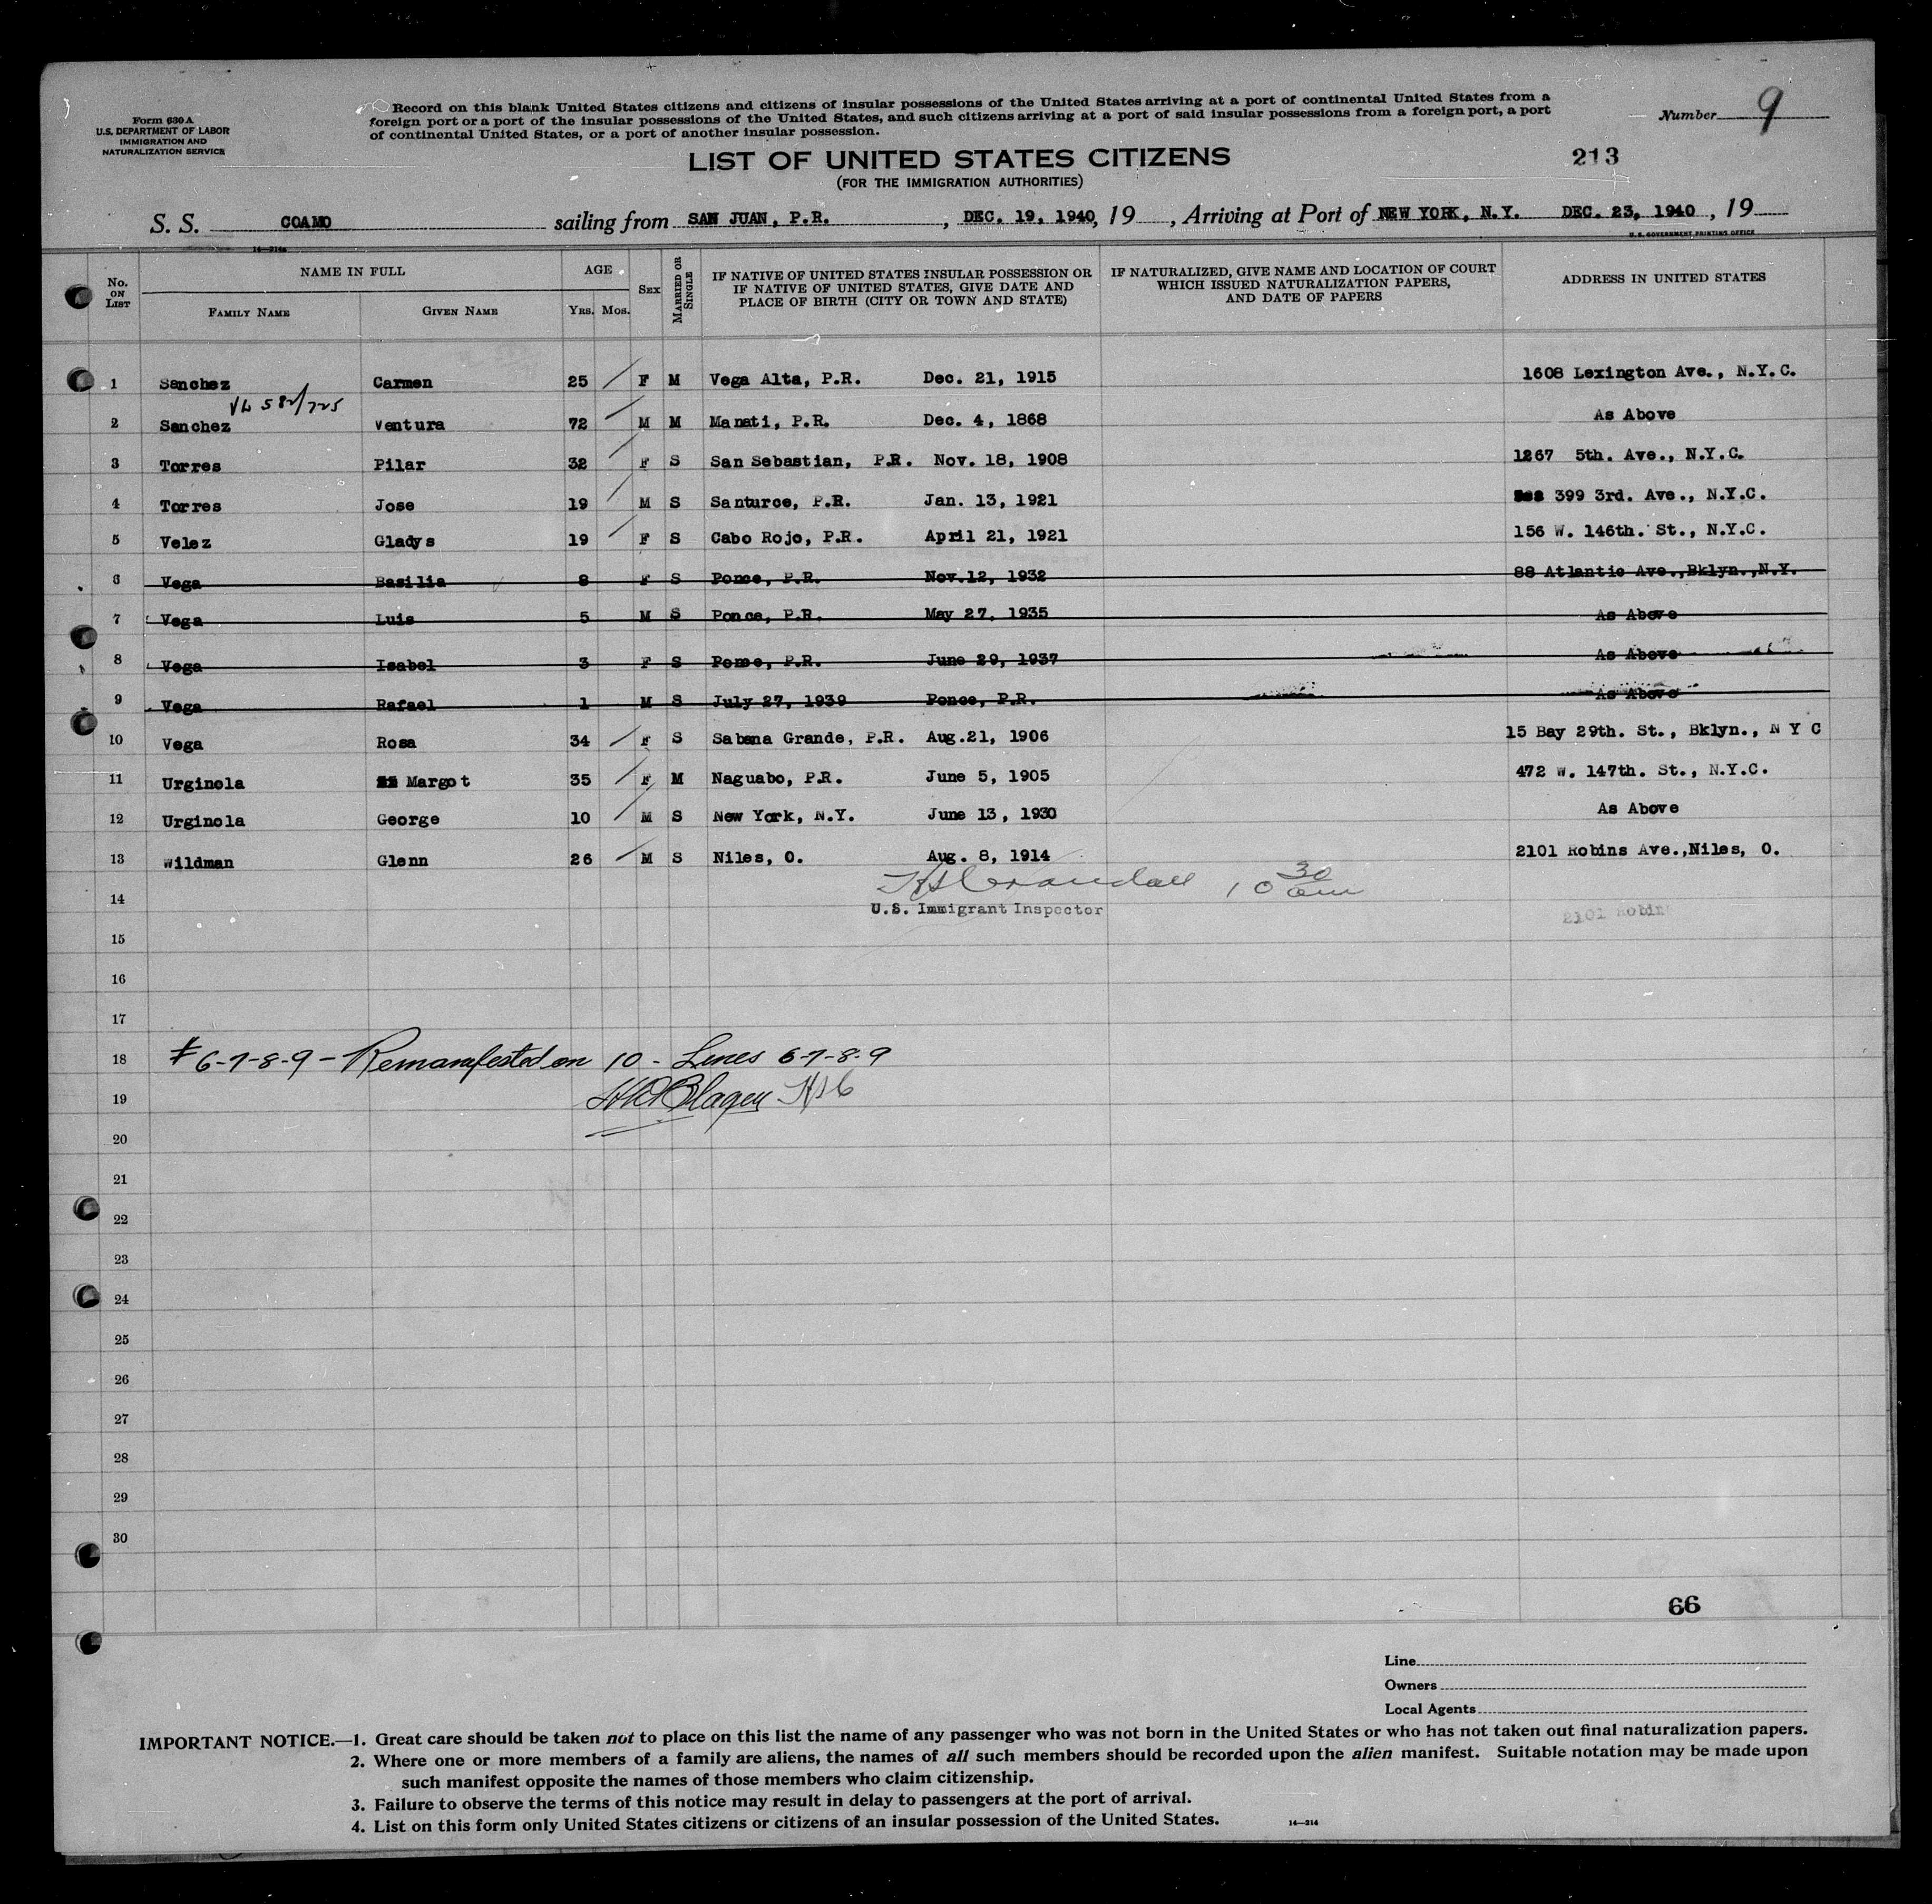 Form 630 A
U.S. DEPARTMENT OF LABOR
IMMIGRATION AND
NATURALIZATION SERVICE
Record on this blank United States citizens and citizens of insular possessions of the United States arriving at a port of continental United States from a
foreign port or a port of the insular possessions of the United States, and such citizens arriving at a port of said insular possessions from a foreign port, a port
of continental United States, or a port of another insular possession.
Number 9
LIST OF UNITED STATES CITIZENS
213
(FOR THE IMMIGRATION AUTHORITIES)
S. S. COAMO sailing from SAN JUAN, P.R. , DEC. 19, 1940, 19 , Arriving at Port of NEW YORK, N.Y. DEC. 23, 1940 , 19
14—214a
U.S. GOVERNMENT PRINTING OFFICE
No. ON LIST
NAME IN FULL
FAMILY NAME
GIVEN NAME
AGE
YRS. MOS.
SEX
MARRIED OR SINGLE
IF NATIVE OF UNITED STATES INSULAR POSSESSION OR
IF NATIVE OF UNITED STATES, GIVE DATE AND
PLACE OF BIRTH (CITY OR TOWN AND STATE)
IF NATURALIZED, GIVE NAME AND LOCATION OF COURT
WHICH ISSUED NATURALIZATION PAPERS,
AND DATE OF PAPERS
ADDRESS IN UNITED STATES
1 Sanchez Carmen 25 F M Vega Alta, P.R. Dec. 21, 1915 1608 Lexington Ave., N.Y.C.
582/725
2 Sanchez Ventura 72 M M Manati, P.R. Dec. 4, 1868 As Above
3 Torres Pilar 32 F S San Sebastian, P.R. Nov. 18, 1908 1267 5th. Ave., N.Y.C.
4 Torres Jose 19 M S Santurce, P.R. Jan. 13, 1921 399 3rd. Ave., N.Y.C.
5 Velez Gladys 19 F S Cabo Rojo, P.R. April 21, 1921 156 W. 146th. St., N.Y.C.
6 Vega Basilia 8 F S Ponce, P.R. Nov.12, 1932 88 Atlantic Ave.,Bklyn.,N.Y.
7 Vega Luis 5 M S Ponce, P.R. May 27, 1935 As Above
8 Vega Isabel 3 F S Ponce, P.R. June 29, 1937 As Above
9 Vega Rafael 1 M S July 27, 1939 Ponce, P.R. As Above
10 Vega Rosa 34 F S Sabana Grande, P.R. Aug.21, 1906 15 Bay 29th. St., Bklyn., N Y C
11 Urginola Margot 35 F M Naguabo, P.R. June 5, 1905 472 W. 147th. St., N.Y.C.
12 Urginola George 10 M S New York, N.Y. June 13, 1930 As Above
13 Wildman Glenn 26 M S Niles, O. Aug. 8, 1914 2101 Robins Ave.,Niles, O.
Crandall 10 30 am
14 U.S. Immigrant Inspector 2101 Robin
15
16
17
18 # 6-7-8-9 - Remanifested on 10 - Lines 6-7-8-9
19
20
21
22
23
24
25
26
27
28
29
30
66
Line
Owners
Local Agents
IMPORTANT NOTICE.—1. Great care should be taken not to place on this list the name of any passenger who was not born in the United States or who has not taken out final naturalization papers.
2. Where one or more members of a family are aliens, the names of all such members should be recorded upon the alien manifest. Suitable notation may be made upon
such manifest opposite the names of those members who claim citizenship.
3. Failure to observe the terms of this notice may result in delay to passengers at the port of arrival.
4. List on this form only United States citizens or citizens of an insular possession of the United States.
14—214